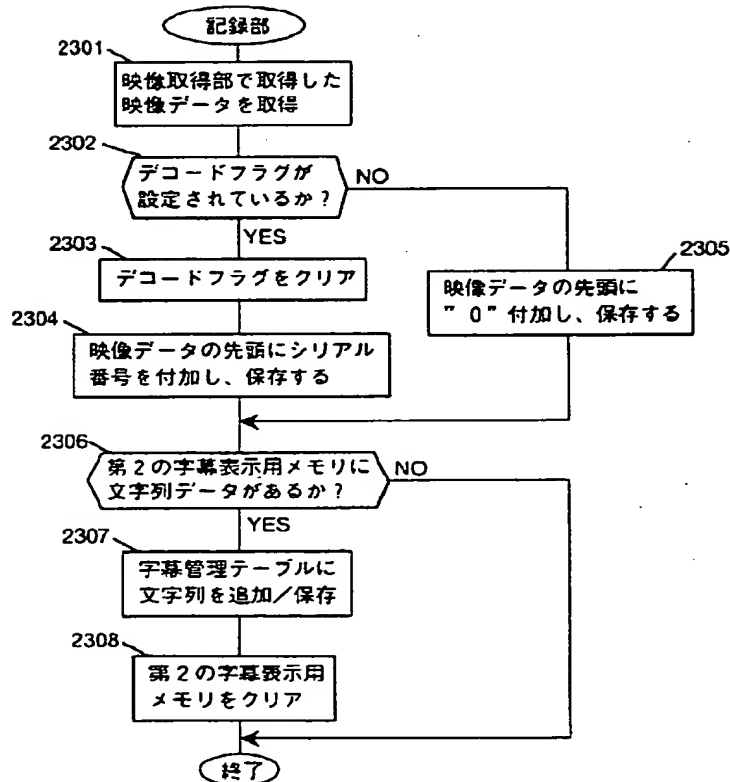 記録部
2301
映像取得部で取得した
映像データを取得
2302
デコードフラグが
設定されているか?
NO
YES
2303
デコードフラグをクリア
2305
映像データの先頭に
"0"付加し、保存する
2304
映像データの先頭にシリアル
番号を付加し、保存する
2306
第2の字幕表示用メモリに
文字列データがあるか?
NO
YES
2307
字幕管理テーブルに
文字列を追加/保存
2308
第2の字幕表示用
メモリをクリア
終了